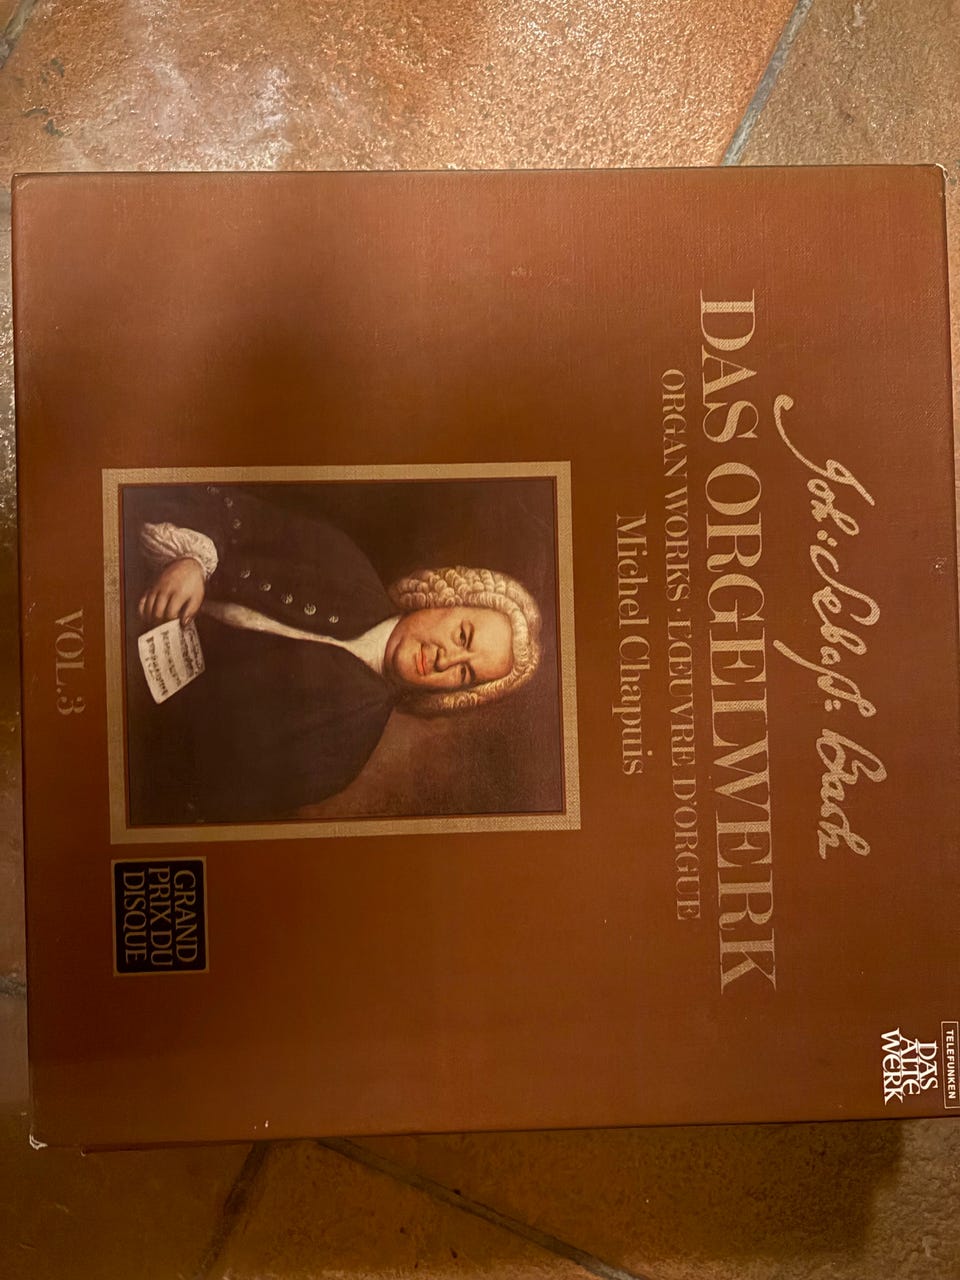 TELEFUNKEN
DAS
ALTE
WERK
Joh: Sebast: Bach
DAS ORGELWERK
ORGAN WORKS · L'ŒUVRE D'ORGUE
Michel Chapuis
GRAND
PRIX DU
DISQUE
VOL.3